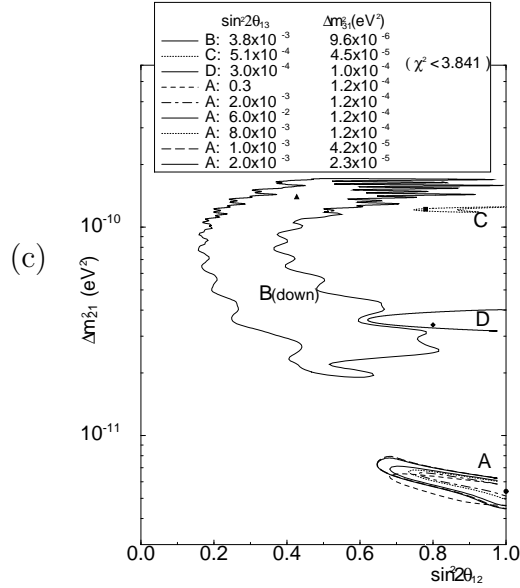 sin²2θ13 Δm²31(eV²)
B: 3.8x10 -4 9.6x10 -6
C: 5.1x10 -4 4.5x10 -5
D: 3.0x10 -4 1.0x10 -4
A: 0.3 1.2x10 -4
A: 2.0x10 -3 1.2x10 -4
A: 6.0x10 -2 1.2x10 -4
A: 8.0x10 -3 1.2x10 -4
A: 1.0x10 -3 4.2x10 -5
A: 2.0x10 -3 2.3x10 -5
( χ² < 3.841 )
(c)
Δm²21 (eV²)
10 -10
10 -11
B(down)
C
D
A
0.0 0.2 0.4 0.6 0.8 1.0
sin²2θ12